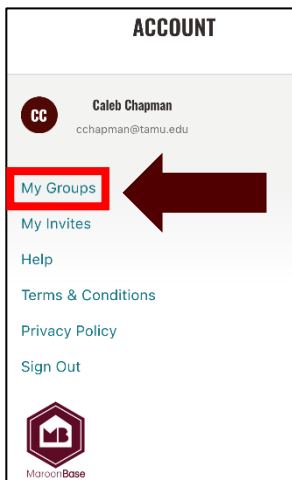 ACCOUNT
CC
Caleb Chapman
cchapman@tamu.edu
My Groups
My Invites
Help
Terms & Conditions
Privacy Policy
Sign Out
MB
MaroonBase